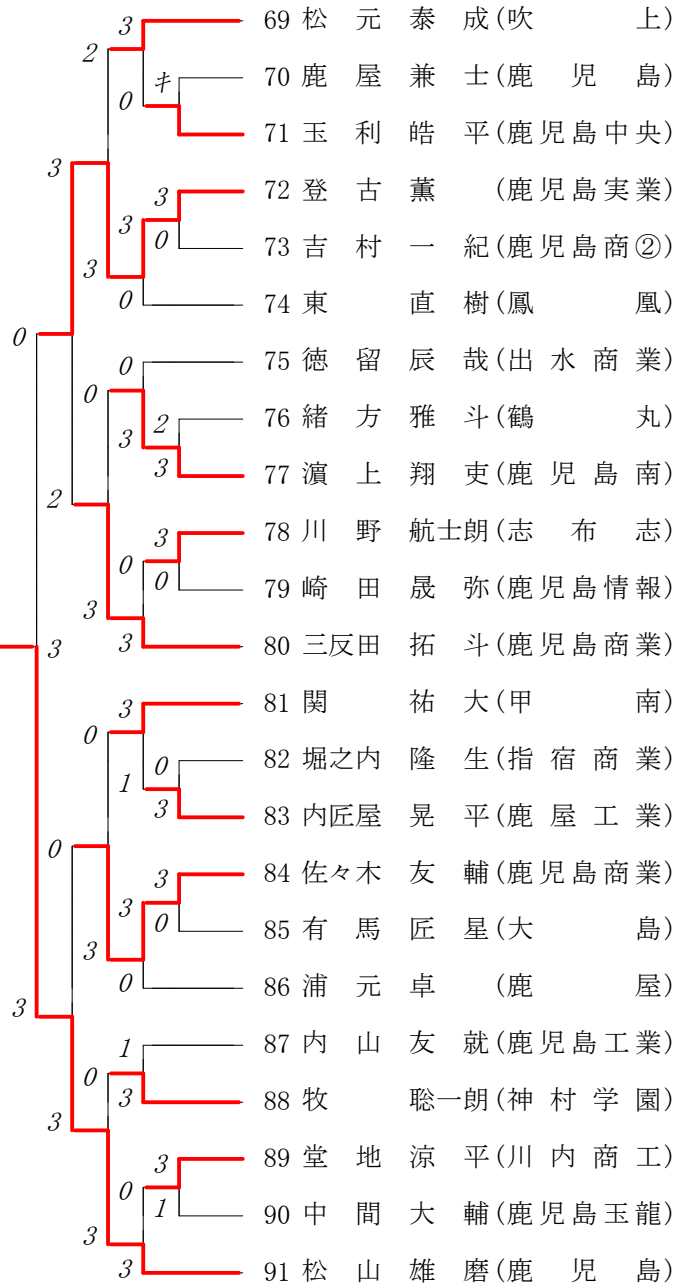 3
69 松元泰成(吹上)
2
キ
70 鹿屋兼士(鹿児島)
0
71 玉利皓平(鹿児島中央)
3
3
72 登古薫(鹿児島実業)
3
0
73 吉村一紀(鹿児島商②)
3
0
74 東直樹(鳳凰)
0
0
75 徳留辰哉(出水商業)
0
2
76 緒方雅斗(鶴丸)
3
3
77 濵上翔吏(鹿児島南)
2
3
78 川野航士朗(志布志)
0
0
79 崎田晟弥(鹿児島情報)
3
3
80 三反田拓斗(鹿児島商業)
3
3
81 関祐大(甲南)
0
0
82 堀之内隆生(指宿商業)
1
3
83 内匠屋晃平(鹿屋工業)
0
3
84 佐々木友輔(鹿児島商業)
3
0
85 有馬匠星(大島)
3
0
86 浦元卓(鹿屋)
3
1
87 内山友就(鹿児島工業)
0
3
88 牧聡一朗(神村学園)
3
3
89 堂地涼平(川内商工)
0
1
90 中間大輔(鹿児島玉龍)
3
3
91 松山雄磨(鹿児島)